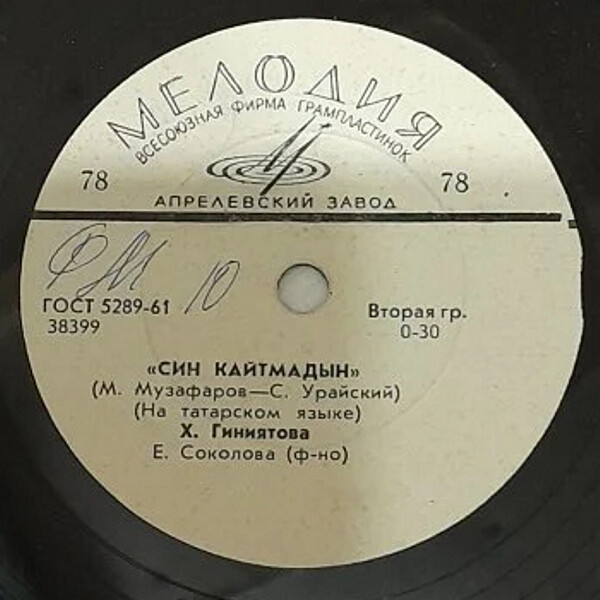 МЕЛОДИЯ
ВСЕСОЮЗНАЯ ФИРМА ГРАМПЛАСТИНОК
78 78
АПРЕЛЕВСКИЙ ЗАВОД
ФМ 10
ГОСТ 5289-61 Вторая гр.
38399 0-30
«СИН КАЙТМАДЫН»
(М. Музафаров—С. Урайский)
(На татарском языке)
Х. Гиниятова
Е. Соколова (ф-но)